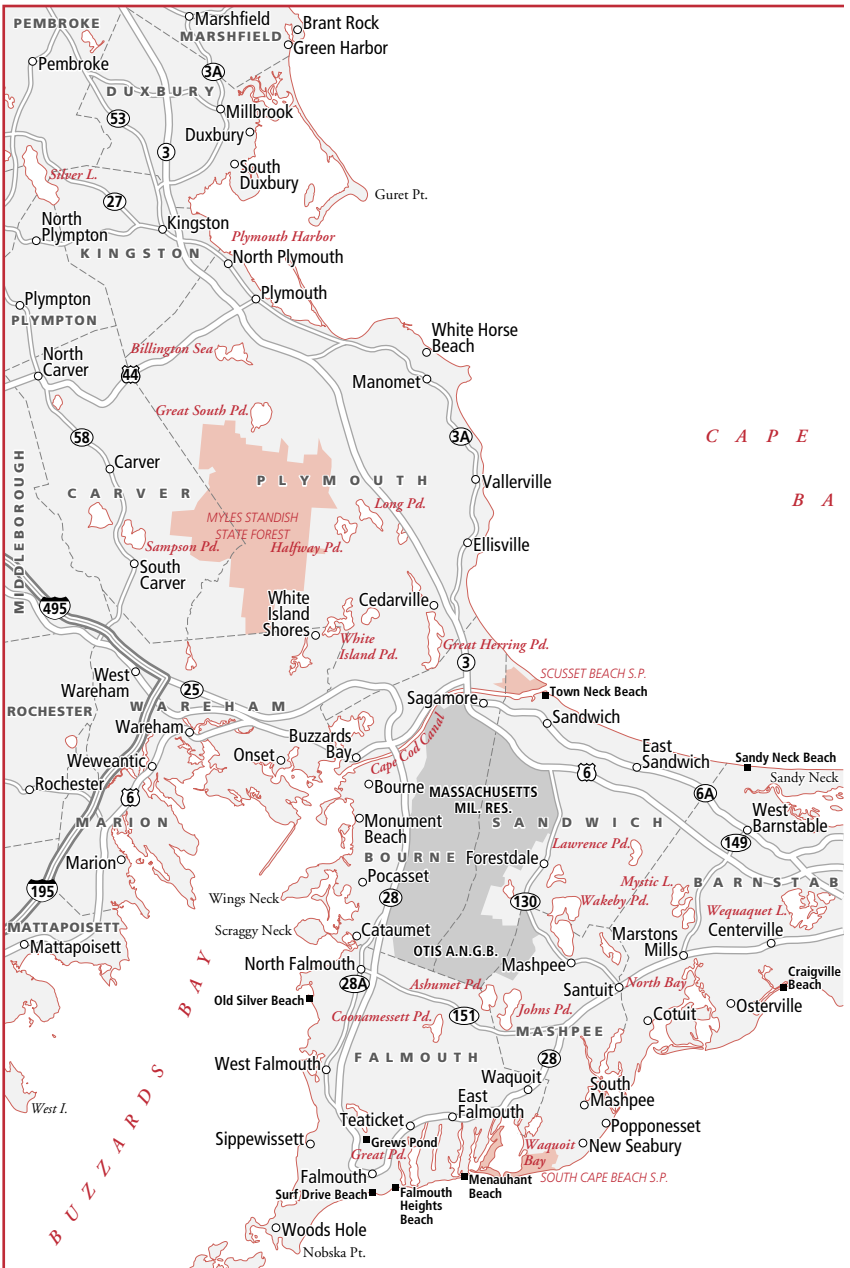 PEMBROKE
Marshfield
MARSHFIELD
Brant Rock
Green Harbor
Pembroke
3A
DUXBURY
Millbrook
53
Duxbury
3
South
Duxbury
Silver L.
Guret Pt.
27
North
Plympton
Kingston
Plymouth Harbor
KINGSTON
North Plymouth
Plympton
Plymouth
PLYMPTON
White Horse
Beach
North
Carver
Billington Sea
44
Manomet
Great South Pd.
58
3A
CAPE
Carver
MIDDLEBOROUGH
PLYMOUTH
Vallerville
CARVER
Long Pd.
BA
MYLES STANDISH
STATE FOREST
Sampson Pd.
Halfway Pd.
Ellisville
South
Carver
495
White
Island
Shores
Cedarville
White
Island Pd.
Great Herring Pd.
3
SCUSSET BEACH S.P.
West
Wareham
25
Town Neck Beach
ROCHESTER
WAREHAM
Sagamore
Sandwich
Wareham
Buzzards
Bay
Cape Cod Canal
Onset
Weweantic
East
Sandwich
Sandy Neck Beach
Rochester
6
Bourne
6
Sandy Neck
MASSACHUSETTS
MIL. RES.
6A
MARION
Monument
Beach
SANDWICH
West
Barnstable
149
Marion
BOURNE
Forestdale
Lawrence Pd.
195
Pocasset
Mystic L.
BARNSTAB
Wings Neck
28
130
Wakeby Pd.
Wequaquet L.
MATTAPOISETT
Scraggy Neck
Cataumet
Marstons
Mills
Centerville
Mattapoisett
OTIS A.N.G.B.
North Falmouth
Mashpee
28A
Ashumet Pd.
Santuit
North Bay
Craigville
Beach
Old Silver Beach
Osterville
Coonamessett Pd.
151
Johns Pd.
Cotuit
MASHPEE
FALMOUTH
28
West Falmouth
Waquoit
West I.
East
Falmouth
South
Mashpee
Teaticket
Popponesset
Sippewissett
Grews Pond
Waquoit
Bay
New Seabury
Great Pd.
Falmouth
Menauhant
Beach
SOUTH CAPE BEACH S.P.
Surf Drive Beach
Falmouth
Heights
Beach
BUZZARDS BAY
Woods Hole
Nobska Pt.